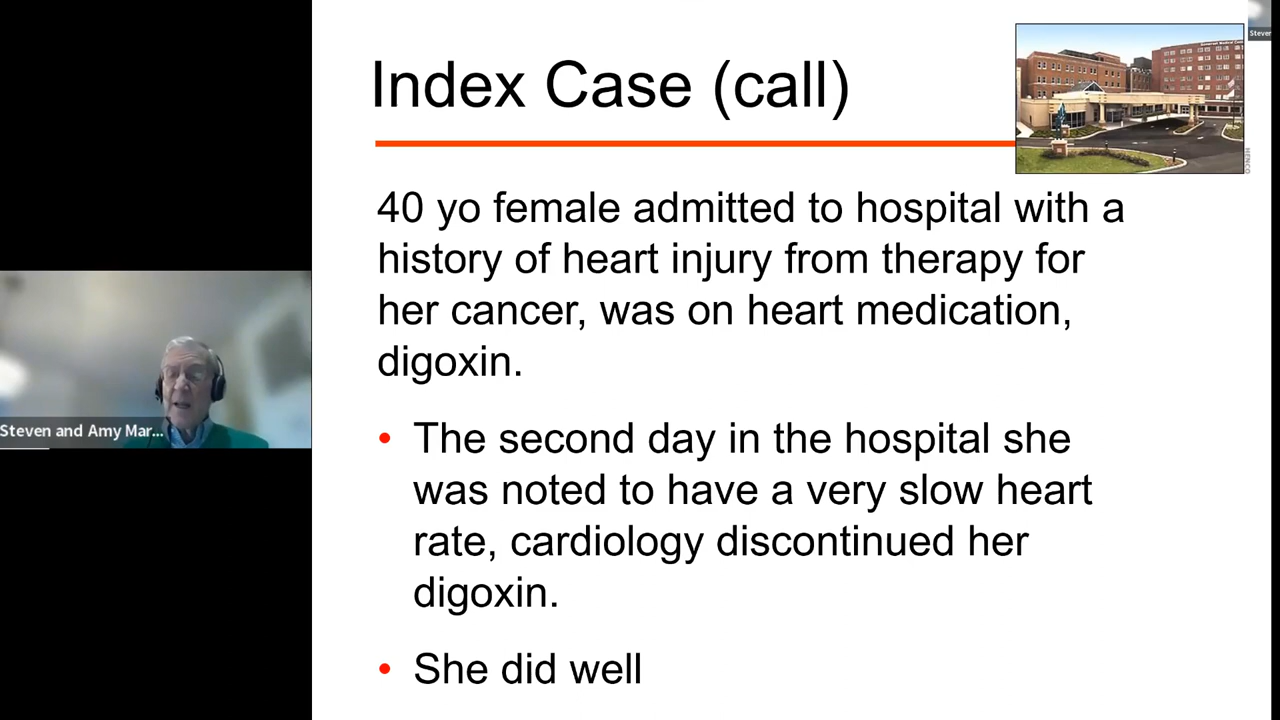 Index Case (call)
Steven
40 yo female admitted to hospital with a
history of heart injury from therapy for
her cancer, was on heart medication,
digoxin.
• The second day in the hospital she
was noted to have a very slow heart
rate, cardiology discontinued her
digoxin.
• She did well
Steven and Amy Mar...